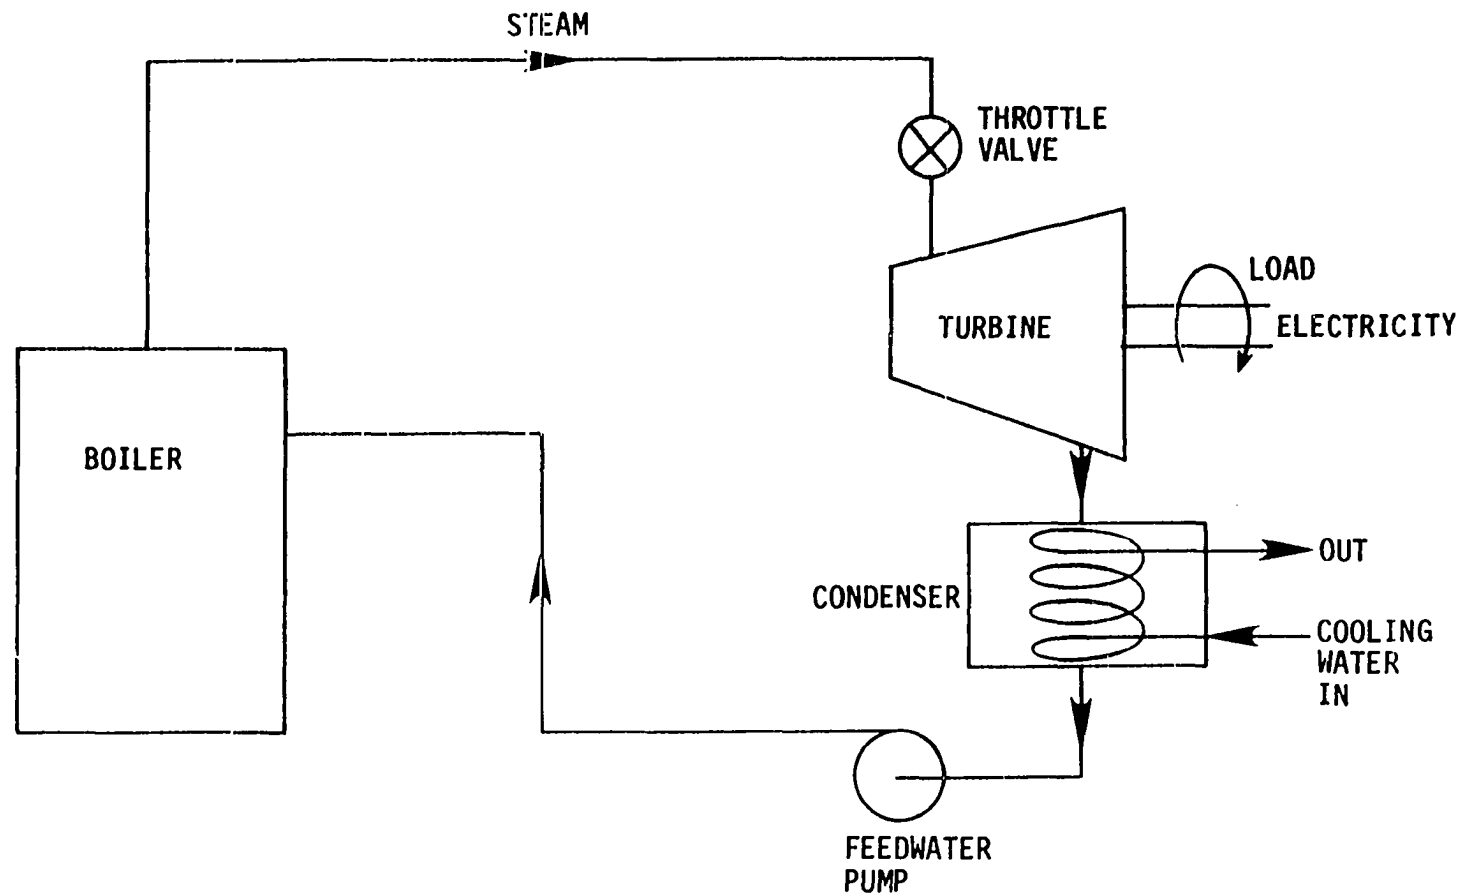 STEAM
THROTTLE
VALVE
LOAD
TURBINE
ELECTRICITY
BOILER
OUT
CONDENSER
COOLING
WATER
IN
FEEDWATER
PUMP